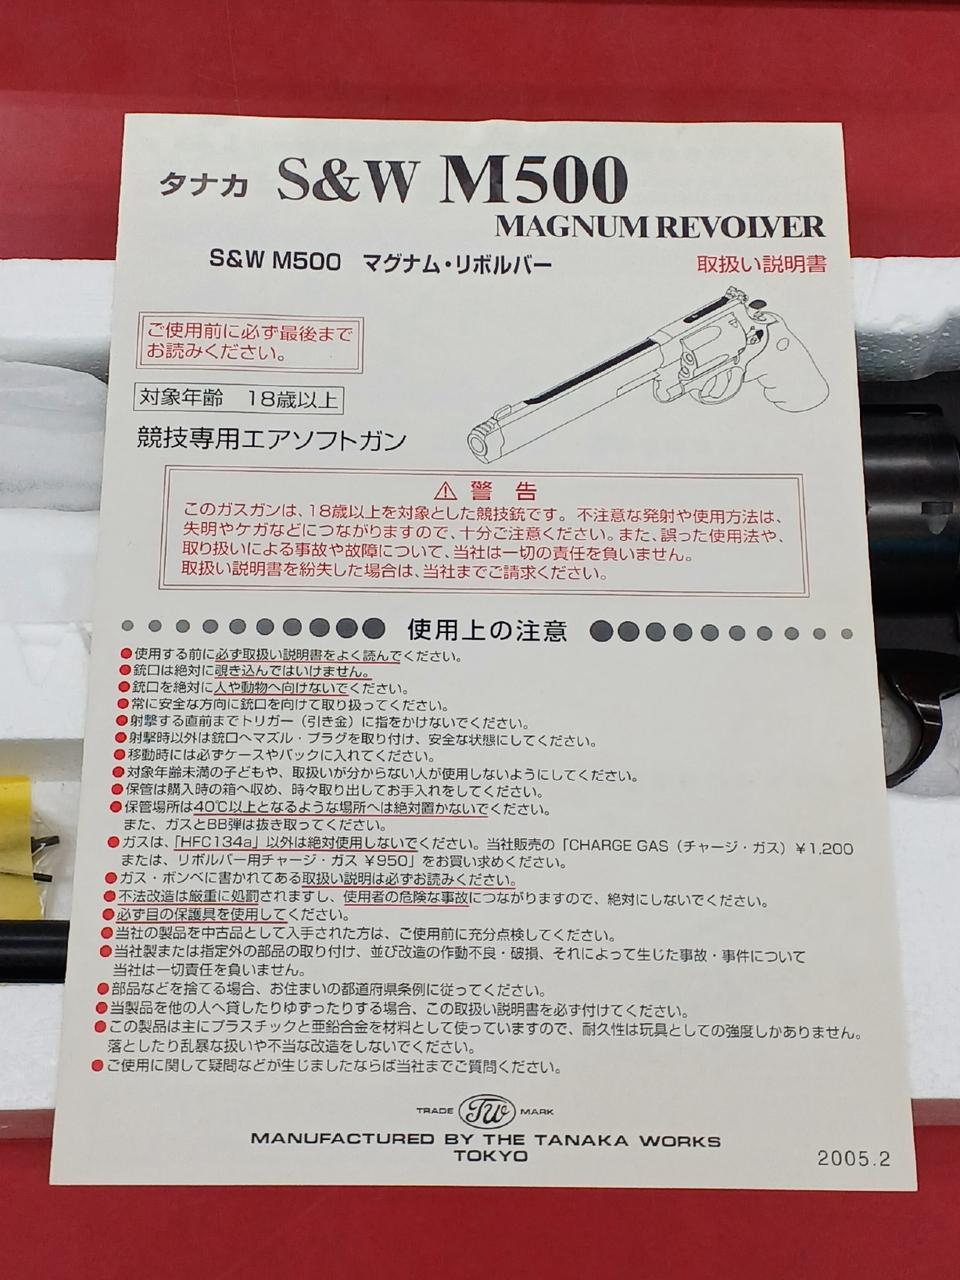 タナカ S&W M500
MAGNUM REVOLVER
S&W M500 マグナム・リボルバー 取扱い説明書
ご使用前に必ず最後まで
お読みください。
対象年齢 18歳以上
競技専用エアソフトガン
⚠ 警 告
このガスガンは、18歳以上を対象とした競技銃です。不注意な発射や使用方法は、
失明やケガなどにつながりますので、十分ご注意ください。また、誤った使用法や、
取り扱いによる事故や故障について、当社は一切の責任を負いません。
取扱い説明書を紛失した場合は、当社までご請求ください。
使用上の注意
●使用する前に必ず取扱い説明書をよく読んでください。
●銃口は絶対に覗き込んではいけません。
●銃口を絶対に人や動物へ向けないでください。
●常に安全な方向に銃口を向けて取り扱ってください。
●射撃する直前までトリガー（引き金）に指をかけないでください。
●射撃時以外は銃口へマズル・プラグを取り付け、安全な状態にしてください。
●移動時には必ずケースやバックに入れてください。
●対象年齢未満の子どもや、取扱いが分からない人が使用しないようにしてください。
●保管は購入時の箱へ収め、時々取り出してお手入れをしてください。
●保管場所は40℃以上となるような場所へは絶対置かないでください。
また、ガスとBB弾は抜き取ってください。
●ガスは、「HFC134a」以外は絶対使用しないでください。当社販売の「CHARGE GAS（チャージ・ガス）￥1,200
または、リボルバー用チャージ・ガス ￥950」をお買い求めください。
●ガス・ボンベに書かれてある取扱い説明は必ずお読みください。
●不法改造は厳重に処罰されますし、使用者の危険な事故につながりますので、絶対にしないでください。
●必ず目の保護具を使用してください。
●当社の製品を中古品として入手された方は、ご使用前に充分点検してください。
●当社製または指定外の部品の取り付け、並び改造の作動不良・破損、それによって生じた事故・事件について
当社は一切責任を負いません。
●部品などを捨てる場合、お住まいの都道府県条例に従ってください。
●当製品を他の人へ貸したりゆずったりする場合、この取扱い説明書を必ず付けてください。
●この製品は主にプラスチックと亜鉛合金を材料として使っていますので、耐久性は玩具としての強度しかありません。
落としたり乱暴な扱いや不当な改造をしないでください。
●ご使用に関して疑問などが生じましたならば当社までご質問ください。
TRADE TW MARK
MANUFACTURED BY THE TANAKA WORKS
TOKYO
2005.2